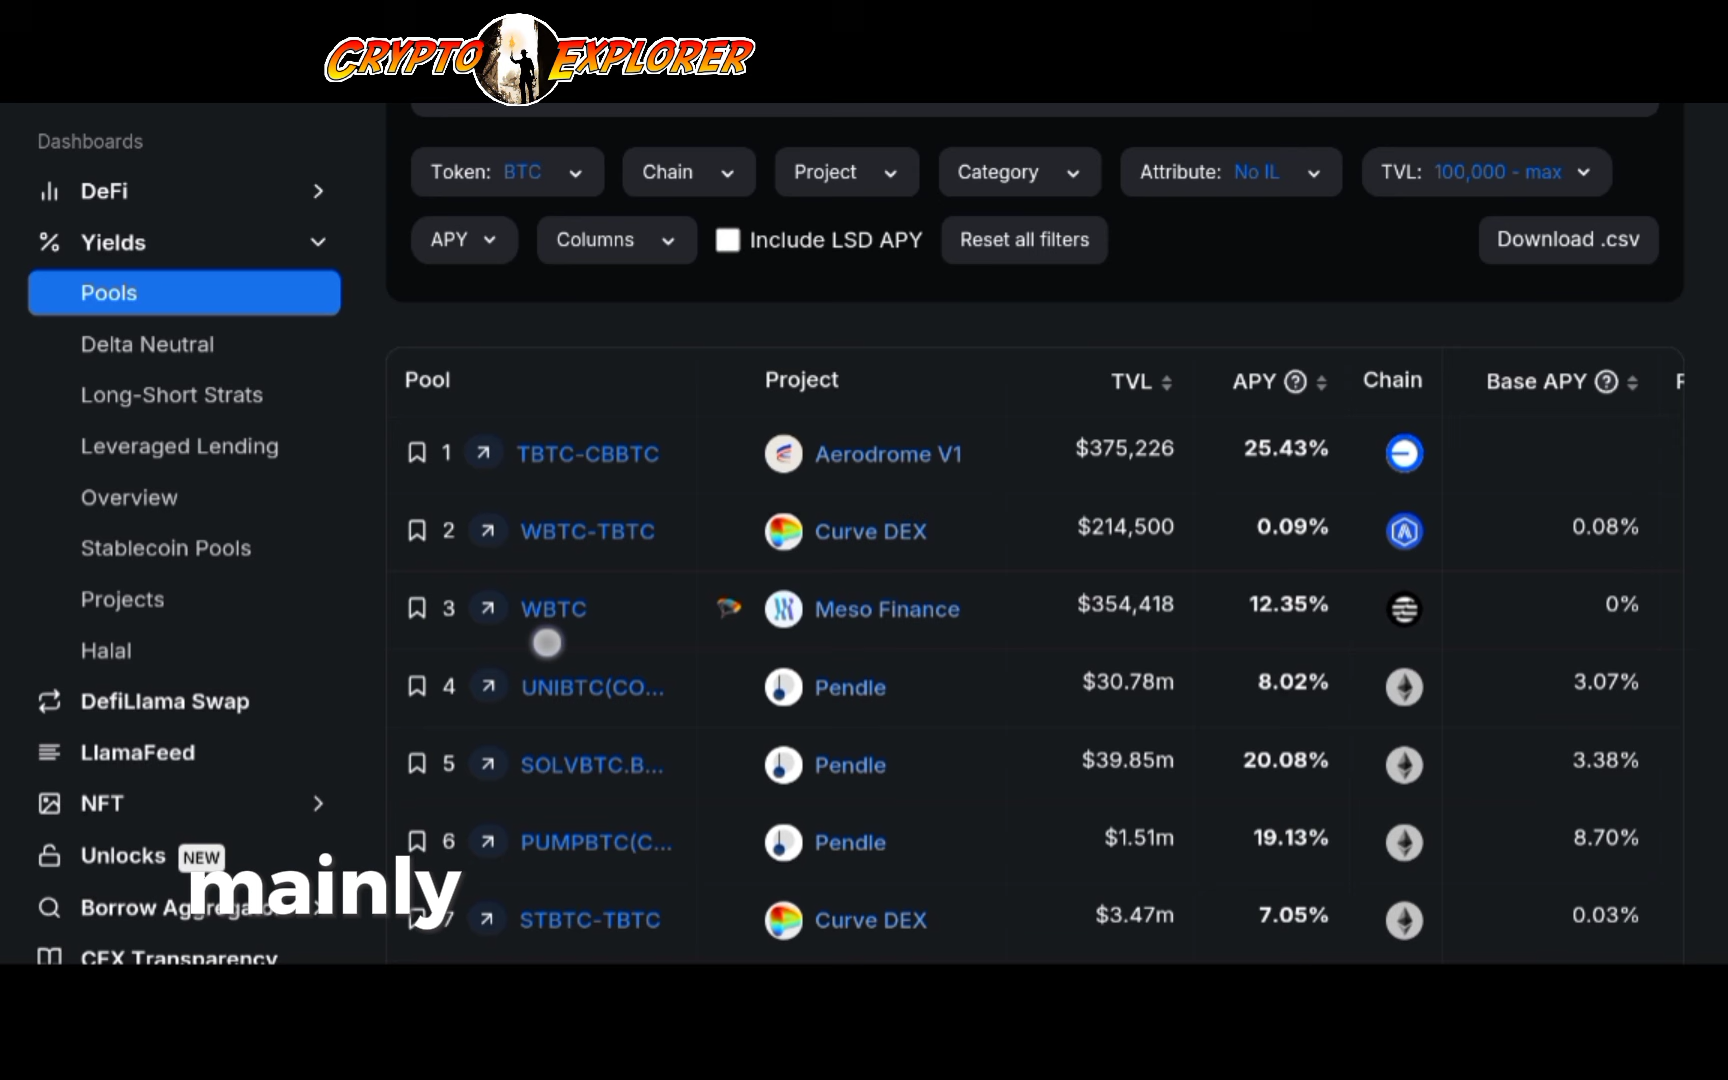 CRYPTO EXPLORER
Dashboards
DeFi
Yields
Pools
Delta Neutral
Long-Short Strats
Leveraged Lending
Overview
Stablecoin Pools
Projects
Halal
DefiLlama Swap
LlamaFeed
NFT
Unlocks NEW
Borrow
CEX Transparency
Token: BTC Chain Project Category Attribute: No IL TVL: 100,000 - max
APY Columns Include LSD APY Reset all filters Download .csv
Pool Project TVL APY Chain Base APY
1 TBTC-CBBTC Aerodrome V1 $375,226 25.43%
2 WBTC-TBTC Curve DEX $214,500 0.09% 0.08%
3 WBTC Meso Finance $354,418 12.35% 0%
4 UNIBTC(CO... Pendle $30.78m 8.02% 3.07%
5 SOLVBTC.B... Pendle $39.85m 20.08% 3.38%
6 PUMPBTC(C... Pendle $1.51m 19.13% 8.70%
7 STBTC-TBTC Curve DEX $3.47m 7.05% 0.03%
mainly